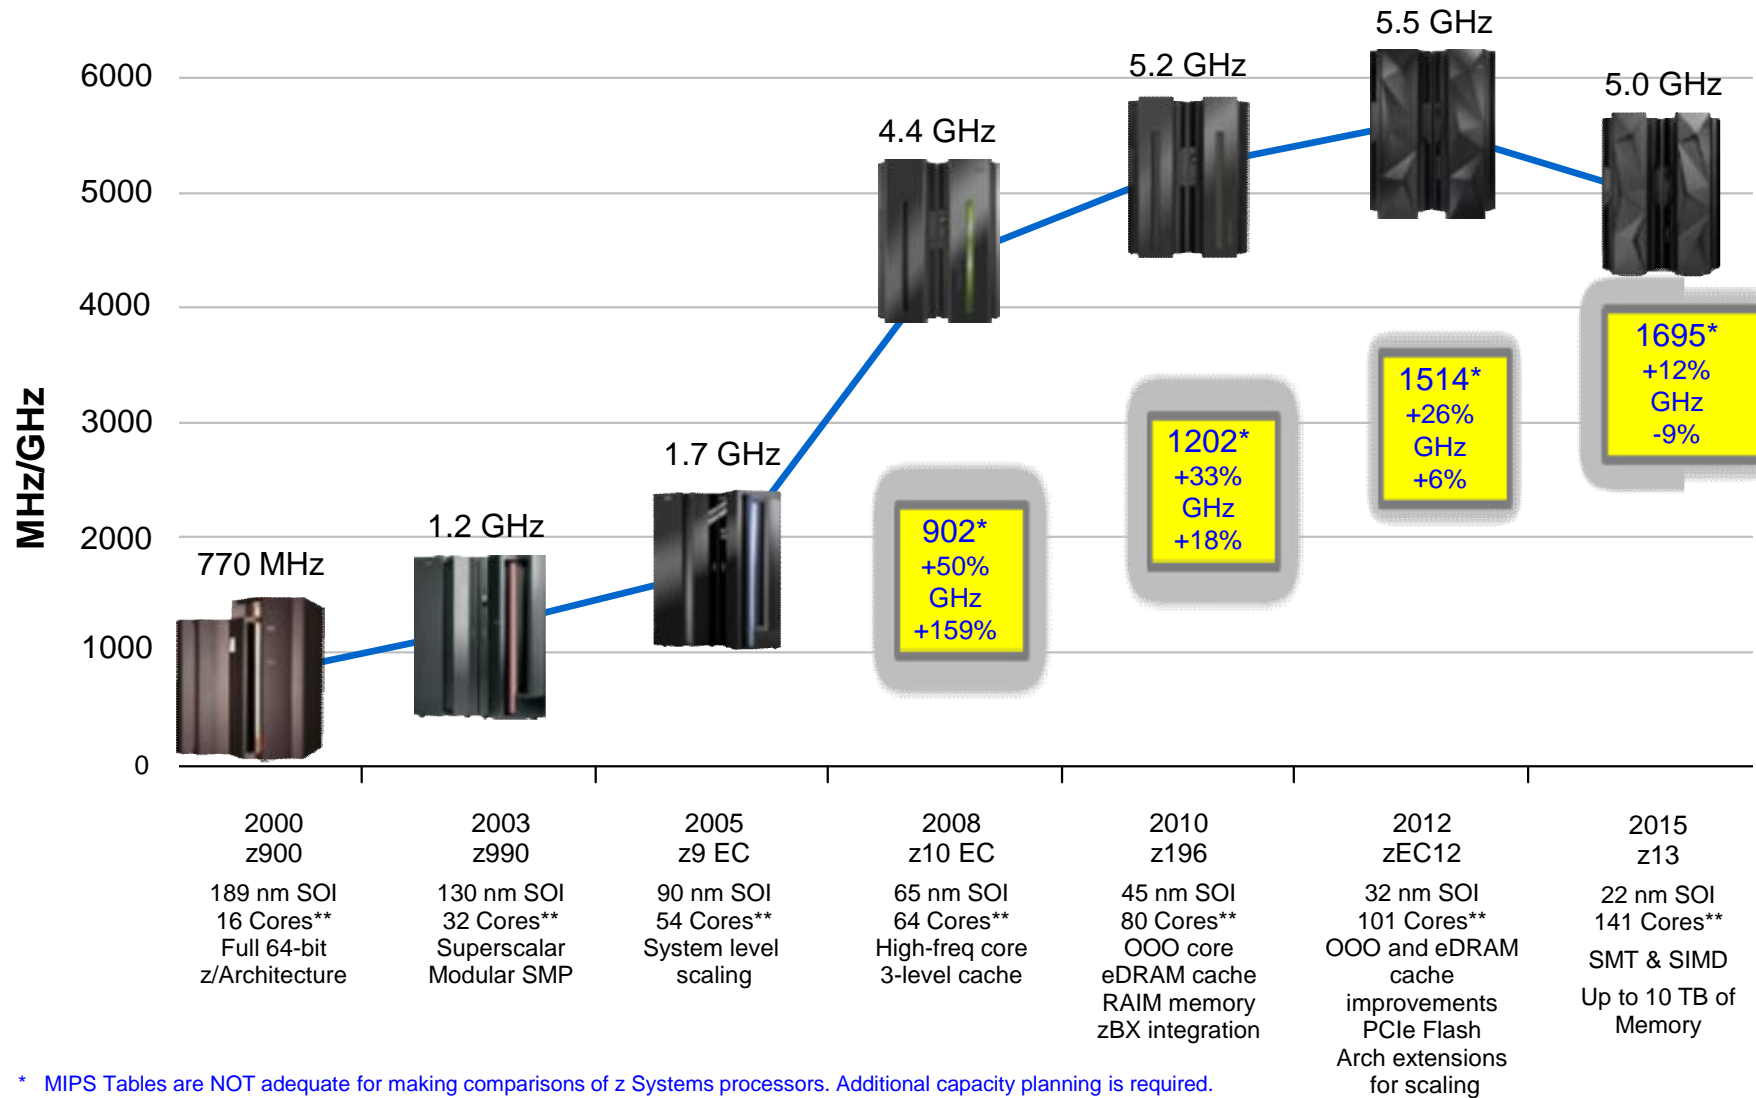 MHz/GHz
6000
5000
4000
3000
2000
1000
0
770 MHz
1.2 GHz
1.7 GHz
4.4 GHz
5.2 GHz
5.5 GHz
5.0 GHz
902*
+50%
GHz
+159%
1202*
+33%
GHz
+18%
1514*
+26%
GHz
+6%
1695*
+12%
GHz
-9%
2000
z900
189 nm SOI
16 Cores**
Full 64-bit
z/Architecture
2003
z990
130 nm SOI
32 Cores**
Superscalar
Modular SMP
2005
z9 EC
90 nm SOI
54 Cores**
System level
scaling
2008
z10 EC
65 nm SOI
64 Cores**
High-freq core
3-level cache
2010
z196
45 nm SOI
80 Cores**
OOO core
eDRAM cache
RAIM memory
zBX integration
2012
zEC12
32 nm SOI
101 Cores**
OOO and eDRAM
cache
improvements
PCIe Flash
Arch extensions
for scaling
2015
z13
22 nm SOI
141 Cores**
SMT & SIMD
Up to 10 TB of
Memory
* MIPS Tables are NOT adequate for making comparisons of z Systems processors. Additional capacity planning is required.